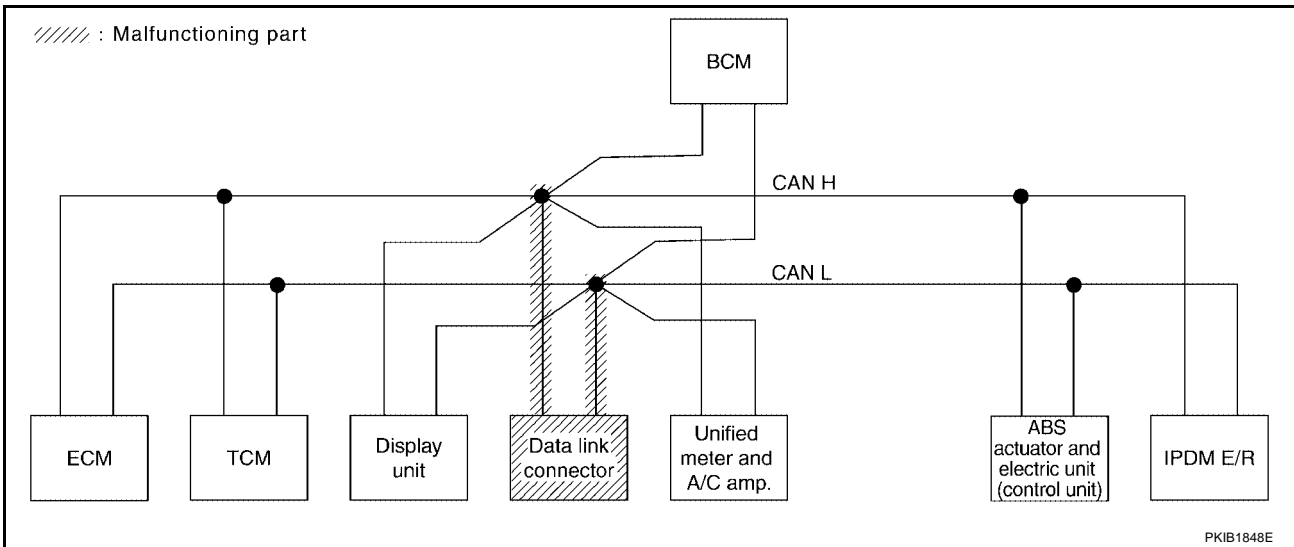 : Malfunctioning part
BCM
CAN H
CAN L
ECM
TCM
Display
unit
Data link
connector
Unified
meter and
A/C amp.
ABS
actuator and
electric unit
(control unit)
IPDM E/R
PKIB1848E